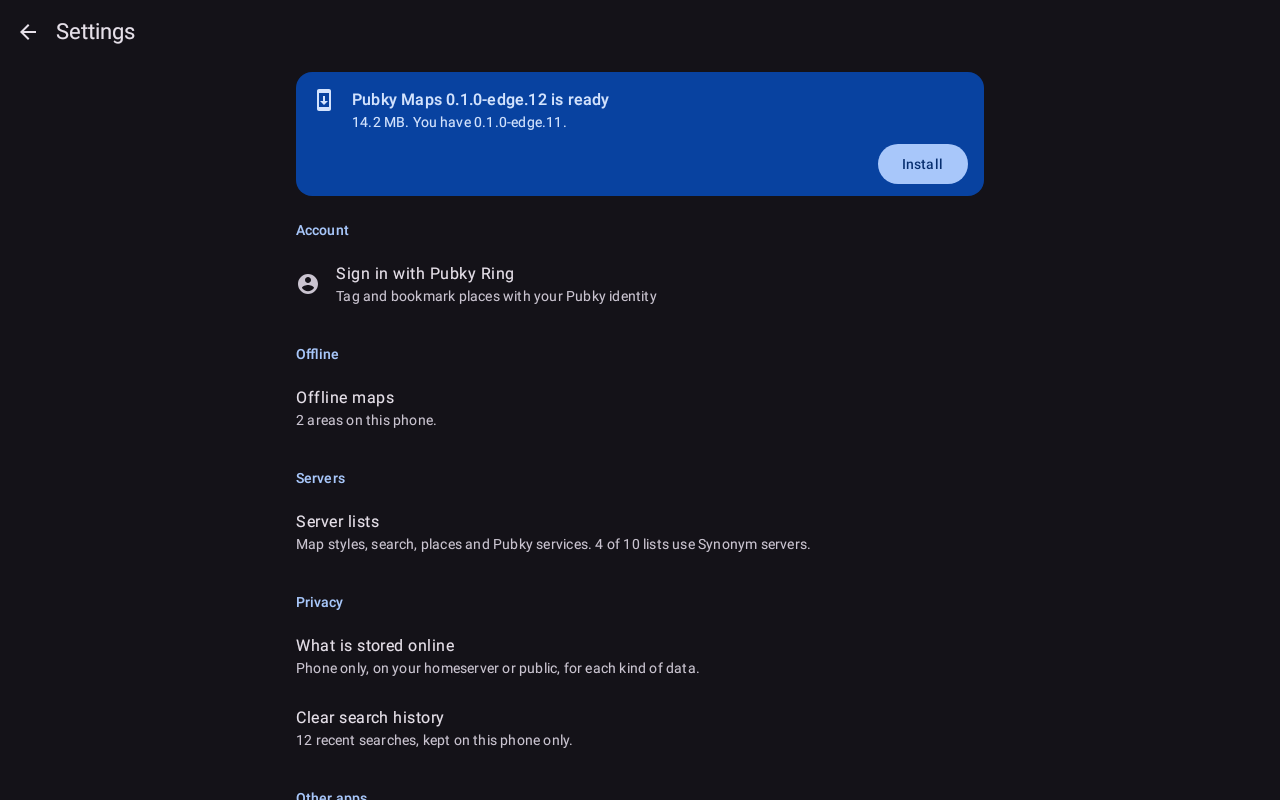 Settings
Pubky Maps 0.1.0-edge.12 is ready
14.2 MB. You have 0.1.0-edge.11.
Install
Account
Sign in with Pubky Ring
Tag and bookmark places with your Pubky identity
Offline
Offline maps
2 areas on this phone.
Servers
Server lists
Map styles, search, places and Pubky services. 4 of 10 lists use Synonym servers.
Privacy
What is stored online
Phone only, on your homeserver or public, for each kind of data.
Clear search history
12 recent searches, kept on this phone only.
Other apps